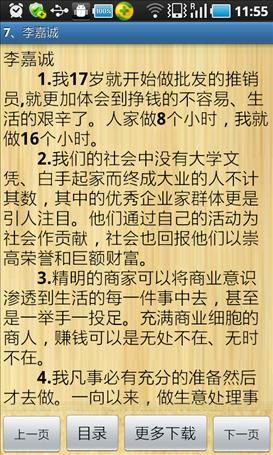 100%
11:55
7、李嘉诚
李嘉诚
1.我17岁就开始做批发的推销
员,就更加体会到挣钱的不容易、生
活的艰辛了。人家做8个小时，我就
做16个小时。
2.我们的社会中没有大学文
凭、白手起家而终成大业的人不计
其数，其中的优秀企业家群体更是
引人注目。他们通过自己的活动为
社会作贡献，社会也回报他们以崇
高荣誉和巨额财富。
3.精明的商家可以将商业意识
渗透到生活的每一件事中去，甚至
是一举手一投足。充满商业细胞的
商人，赚钱可以是无处不在、无时
不在。
4.我凡事必有充分的准备然后
才去做。一向以来，做生意处理事
上一页 目录 更多下载 下一页